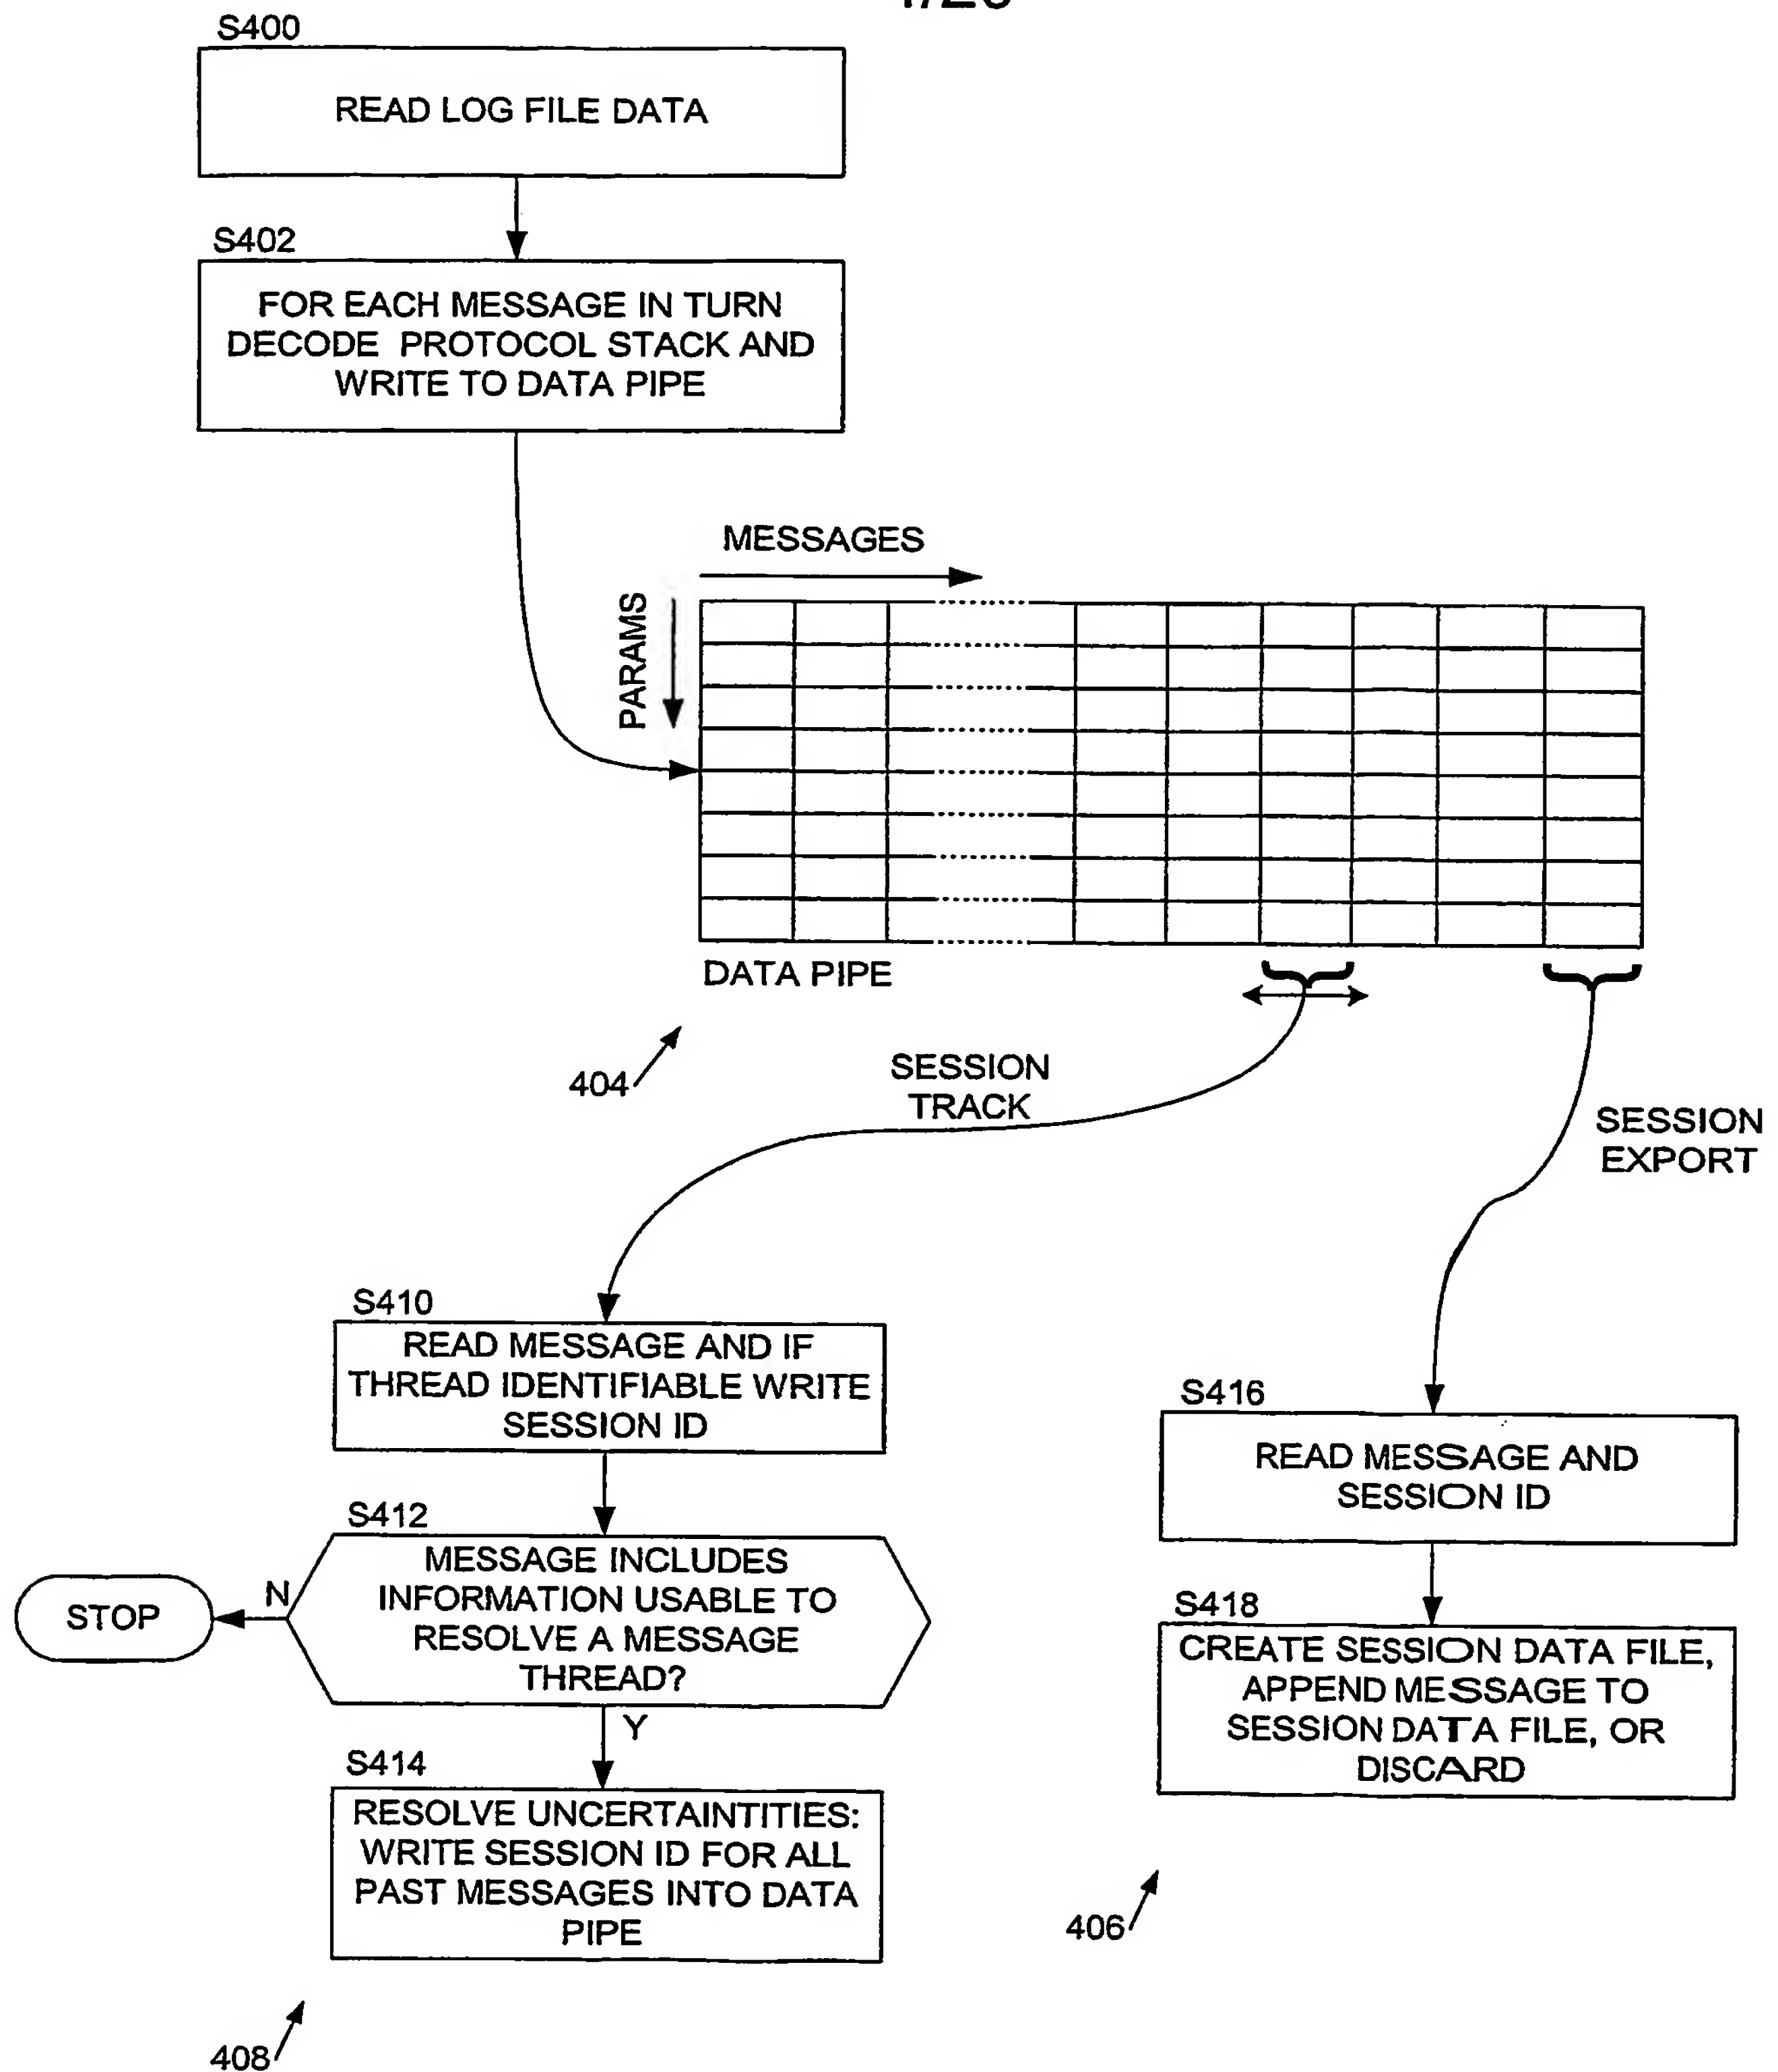 S400
READ LOG FILE DATA
S402
FOR EACH MESSAGE IN TURN
DECODE PROTOCOL STACK AND
WRITE TO DATA PIPE
MESSAGES
PARAMS
DATA PIPE
404
SESSION
TRACK
SESSION
EXPORT
S410
READ MESSAGE AND IF
THREAD IDENTIFIABLE WRITE
SESSION ID
S412
MESSAGE INCLUDES
INFORMATION USABLE TO
RESOLVE A MESSAGE
THREAD?
N
STOP
Y
S414
RESOLVE UNCERTAINTITIES:
WRITE SESSION ID FOR ALL
PAST MESSAGES INTO DATA
PIPE
408
S416
READ MESSAGE AND
SESSION ID
S418
CREATE SESSION DATA FILE,
APPEND MESSAGE TO
SESSION DATA FILE, OR
DISCARD
406